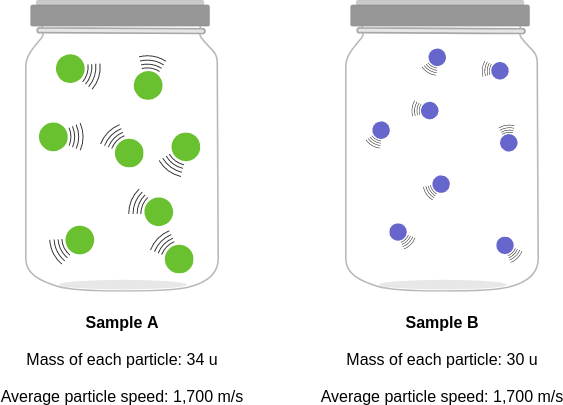 Sample A
Mass of each particle: 34 u
Average particle speed: 1,700 m/s
Sample B
Mass of each particle: 30 u
Average particle speed: 1,700 m/s